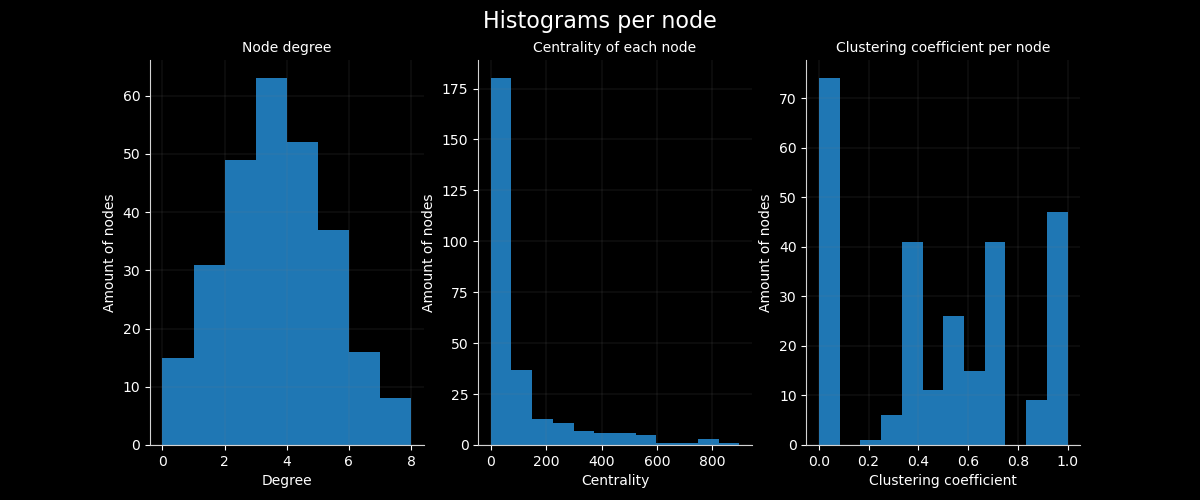 Histograms per node
Node degree
Amount of nodes
60
50
40
30
20
10
0
0 2 4 6 8
Degree
Centrality of each node
Amount of nodes
175
150
125
100
75
50
25
0
0 200 400 600 800
Centrality
Clustering coefficient per node
Amount of nodes
70
60
50
40
30
20
10
0
0.0 0.2 0.4 0.6 0.8 1.0
Clustering coefficient